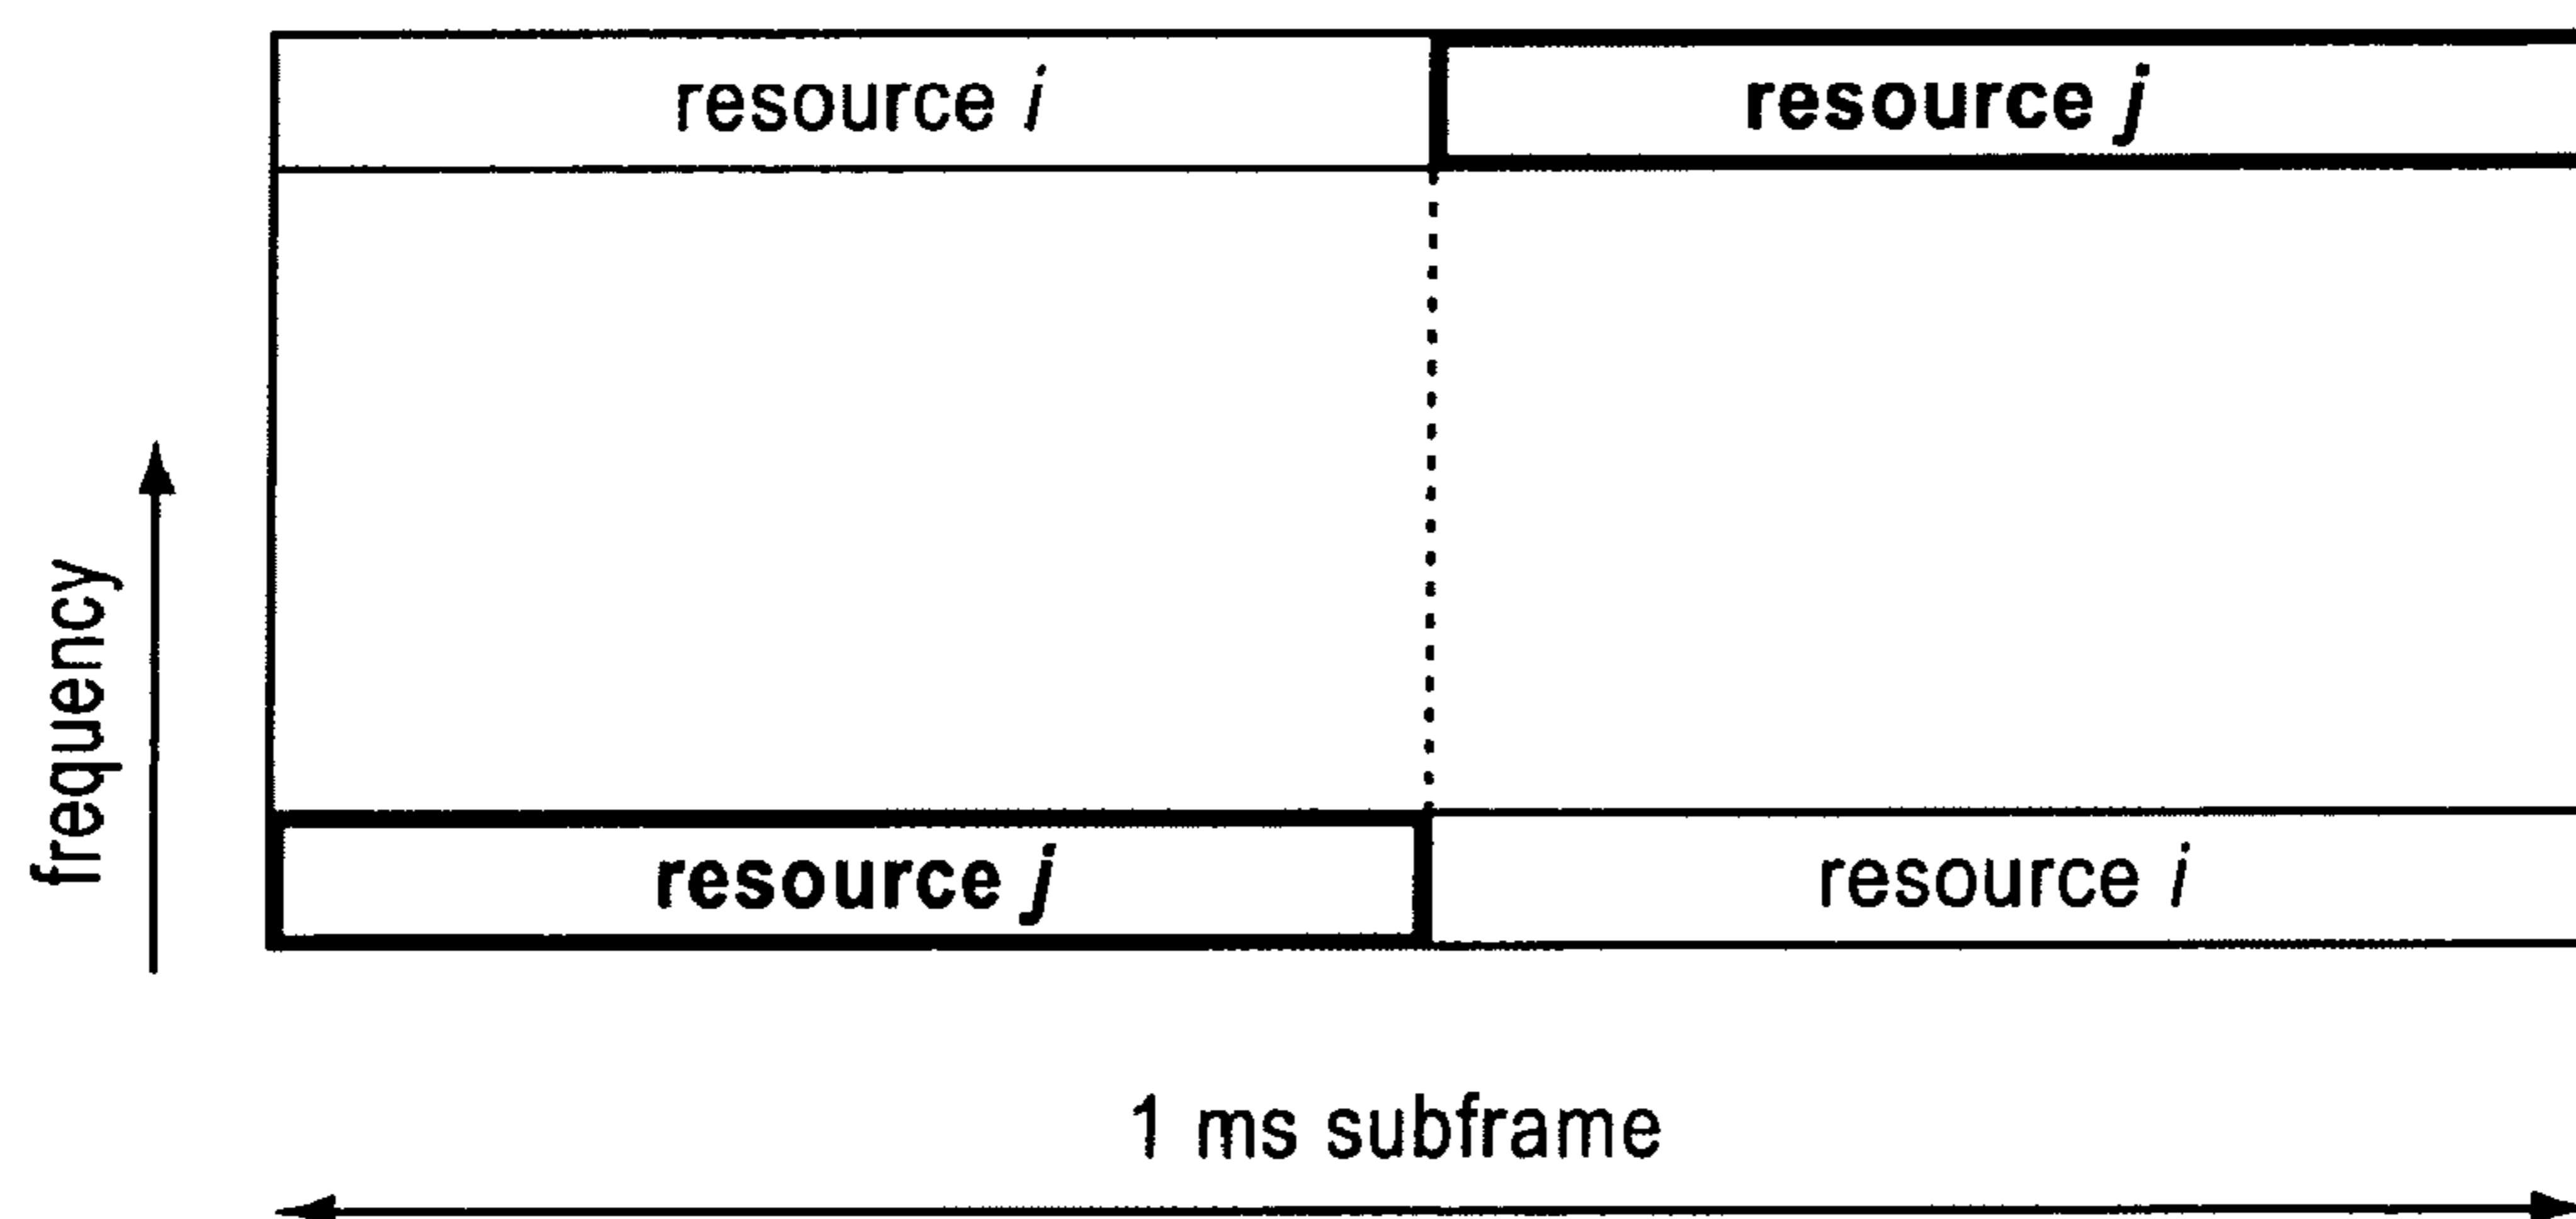 resource i
resource j
frequency
resource j
resource i
1 ms subframe